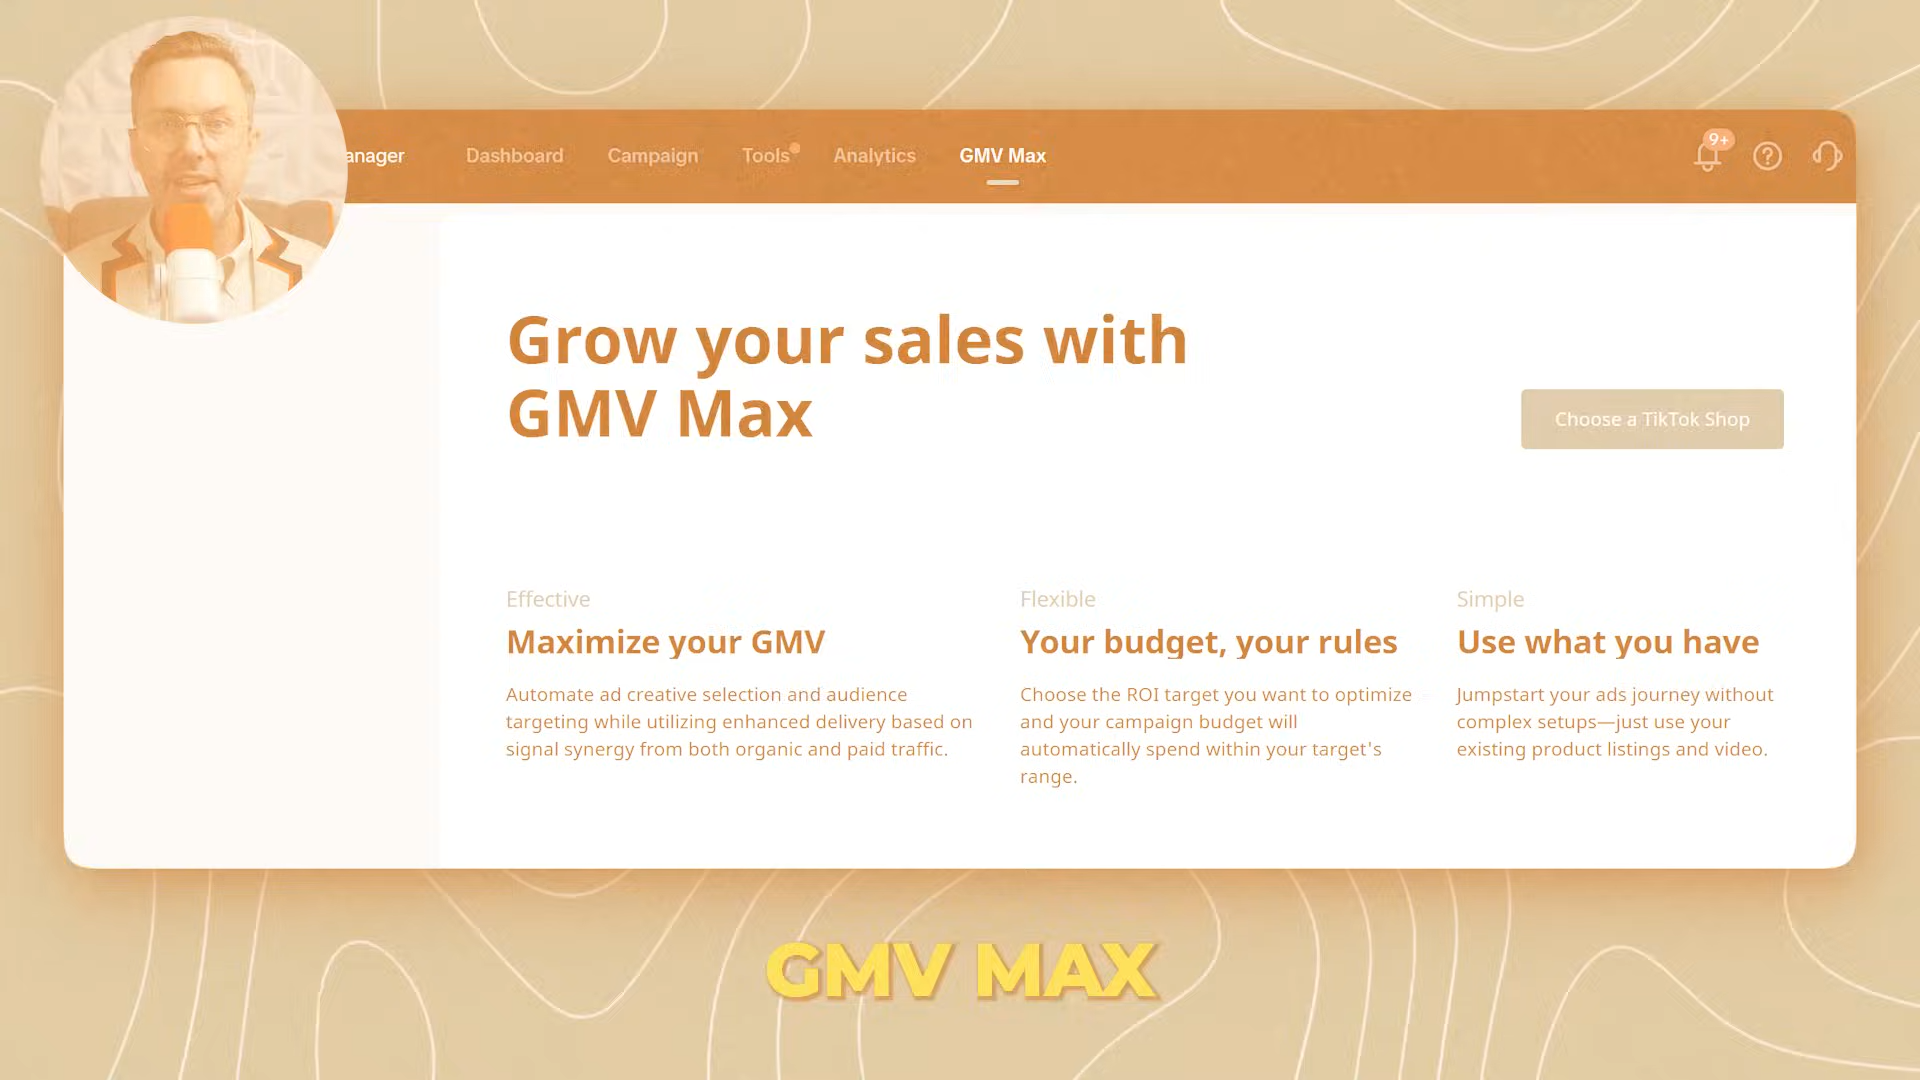 anager Dashboard Campaign Tools Analytics GMV Max 9+
Grow your sales with
GMV Max
Choose a TikTok Shop
Effective
Maximize your GMV
Automate ad creative selection and audience
targeting while utilizing enhanced delivery based on
signal synergy from both organic and paid traffic.
Flexible
Your budget, your rules
Choose the ROI target you want to optimize
and your campaign budget will
automatically spend within your target's
range.
Simple
Use what you have
Jumpstart your ads journey without
complex setups—just use your
existing product listings and video.
GMV MAX